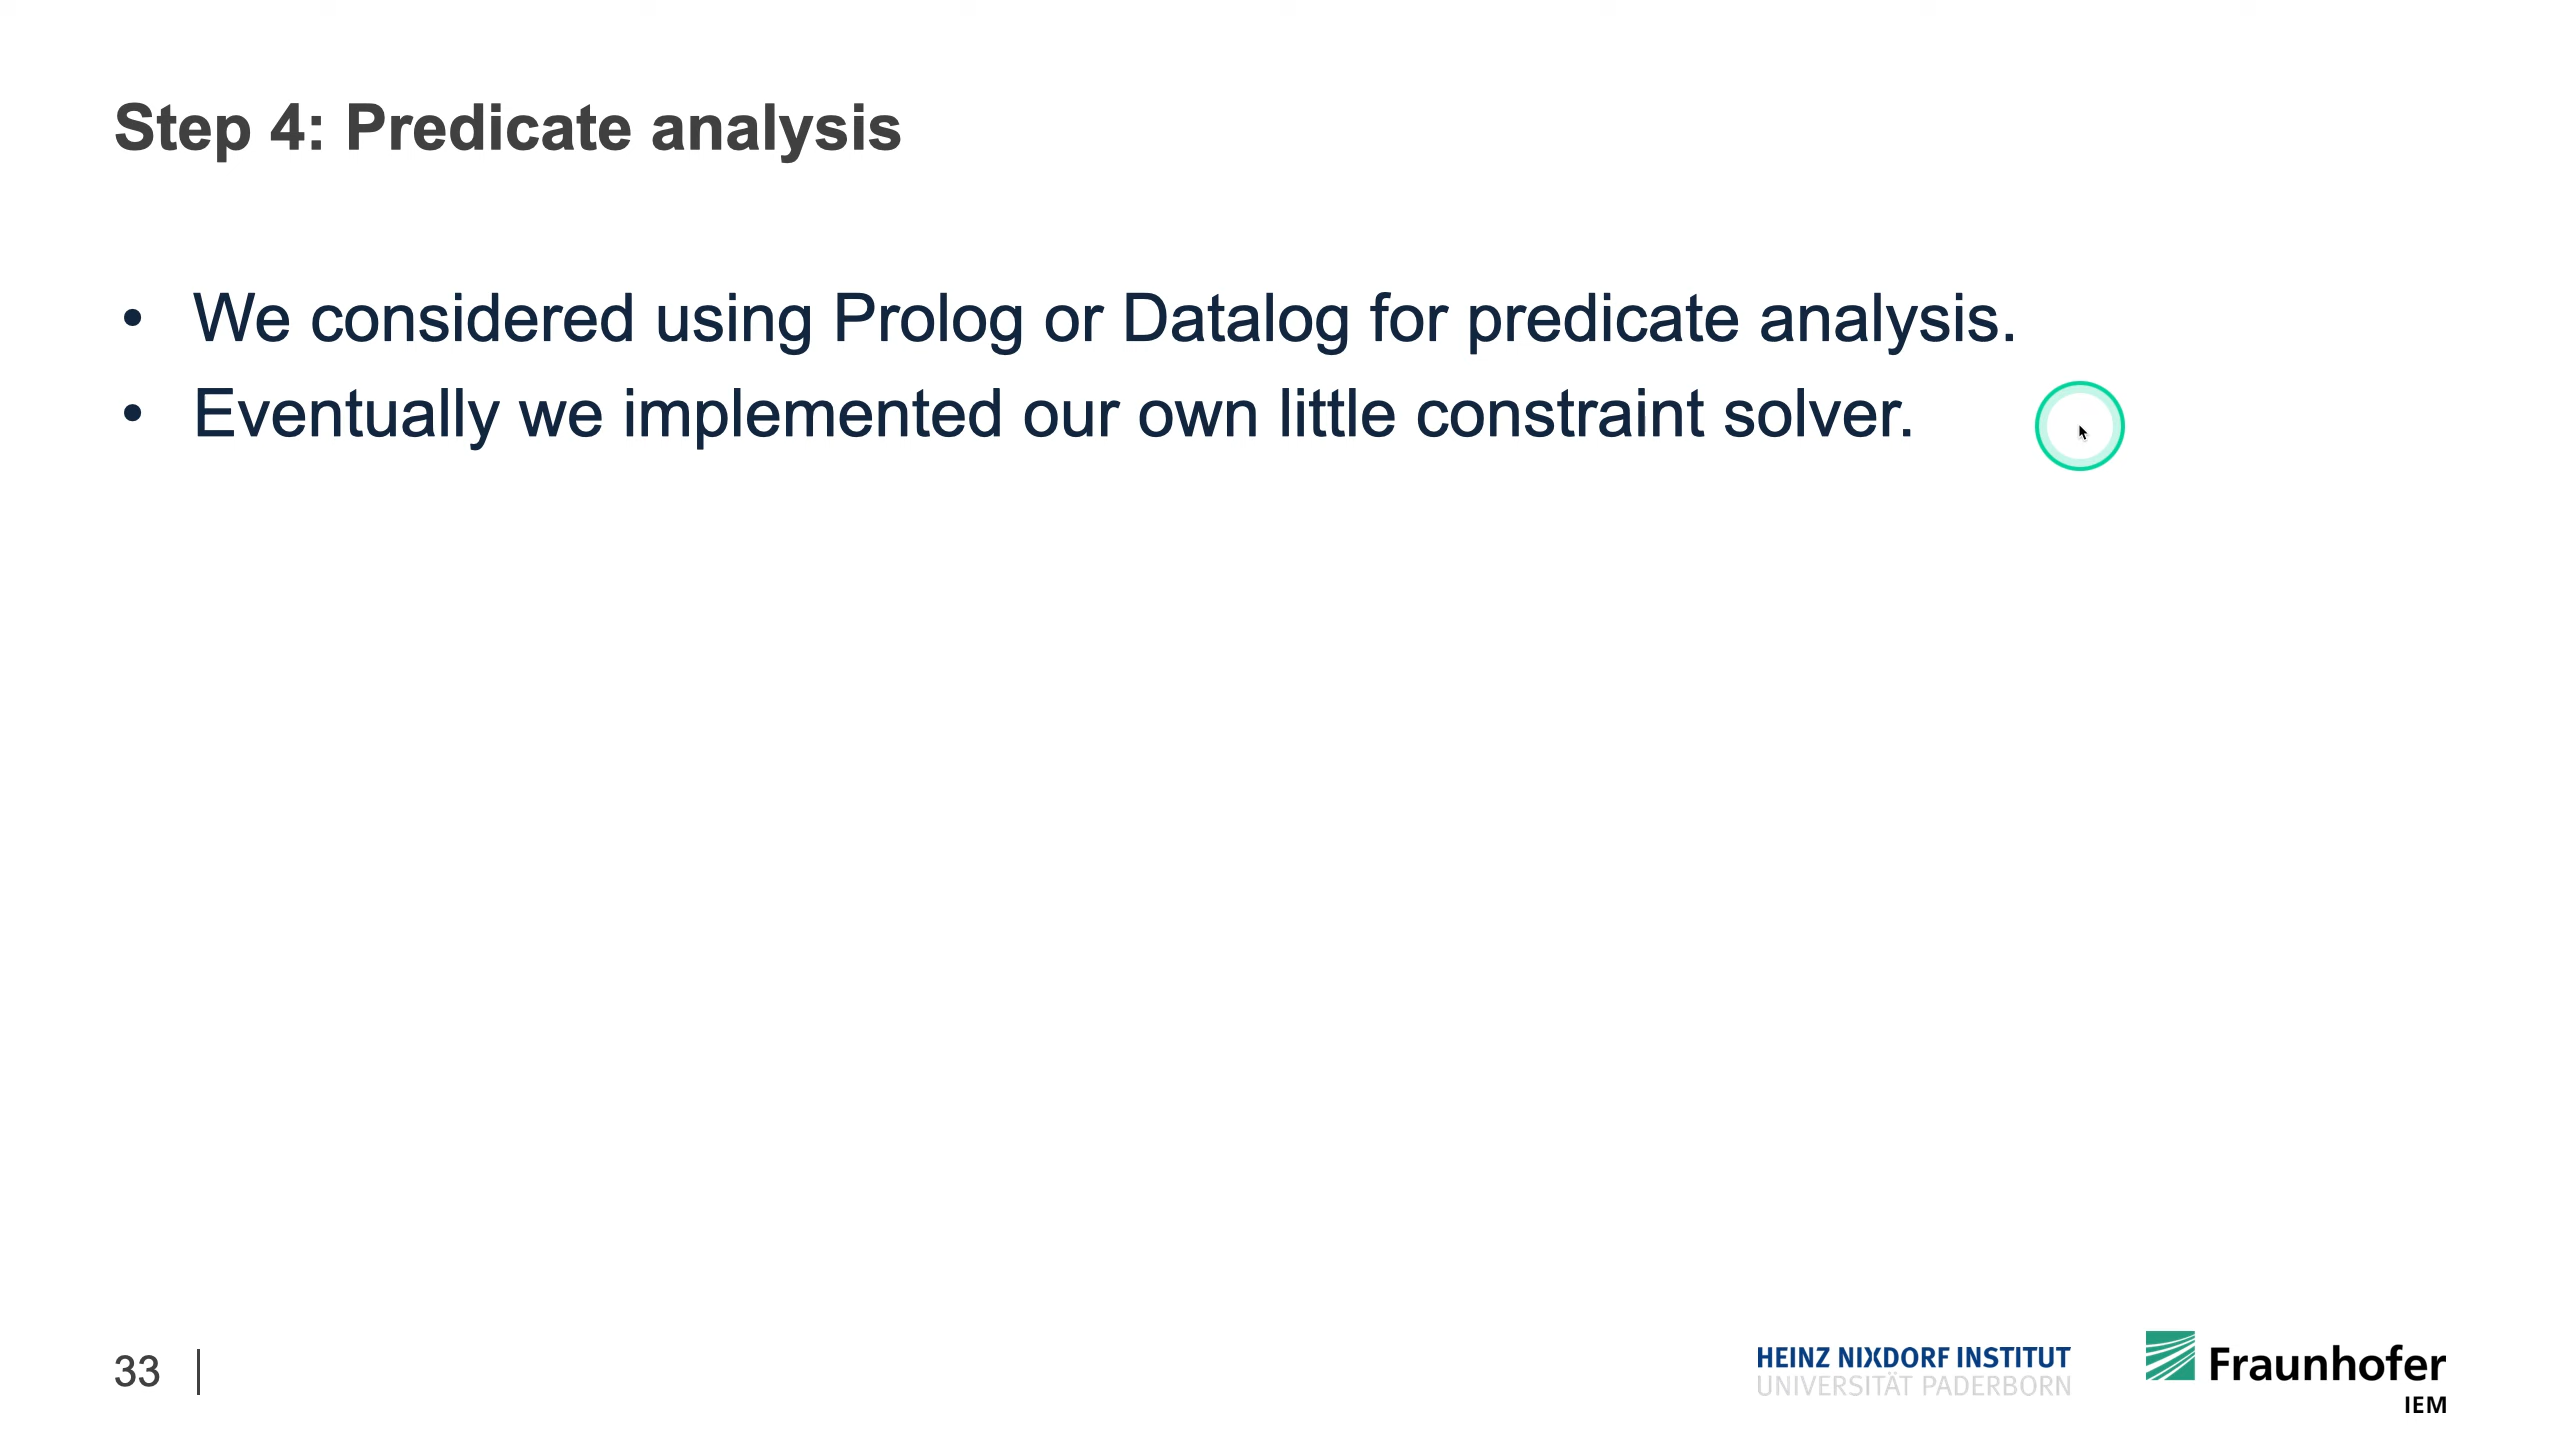 Step 4: Predicate analysis
• We considered using Prolog or Datalog for predicate analysis.
• Eventually we implemented our own little constraint solver.
33
HEINZ NIXDORF INSTITUT
UNIVERSITÄT PADERBORN
Fraunhofer
IEM